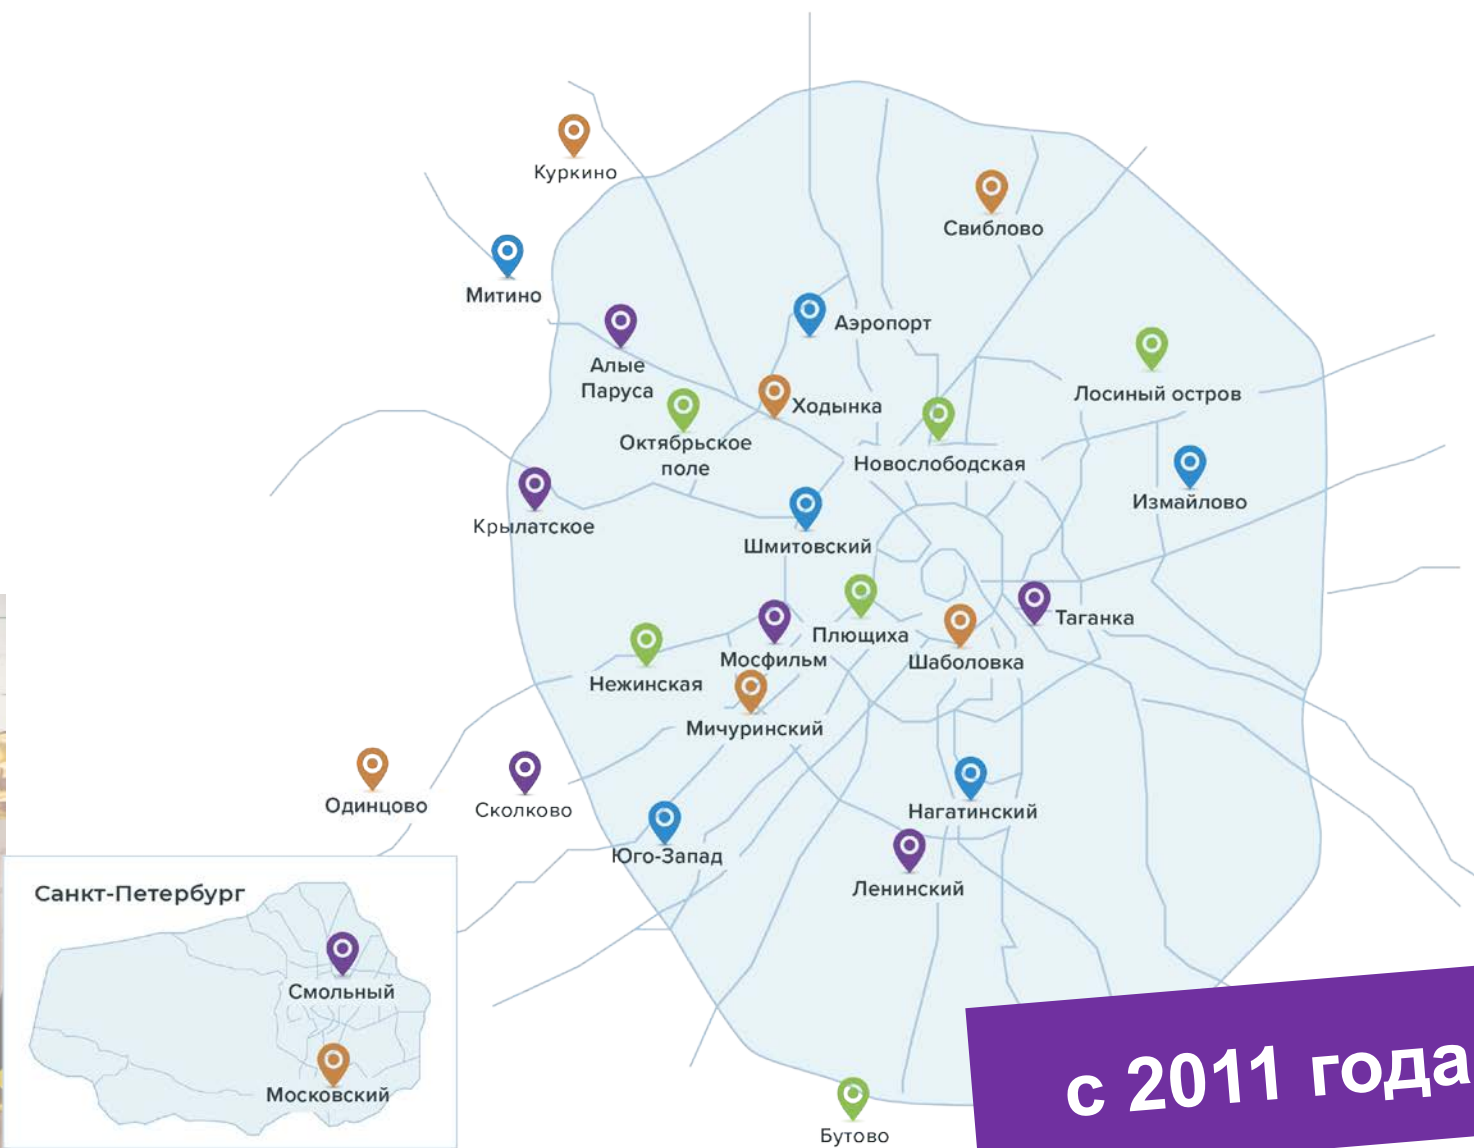 Куркино
Свиблово
Митино
Аэропорт
Алые
Паруса
Ходынка
Лосиный остров
Октябрьское
поле
Новослободская
Измайлово
Крылатское
Шмитовский
Таганка
Плющиха
Мосфильм
Шаболовка
Нежинская
Мичуринский
Одинцово
Сколково
Нагатинский
Юго-Запад
Ленинский
Санкт-Петербург
Смольный
Московский
с 2011 года
Бутово